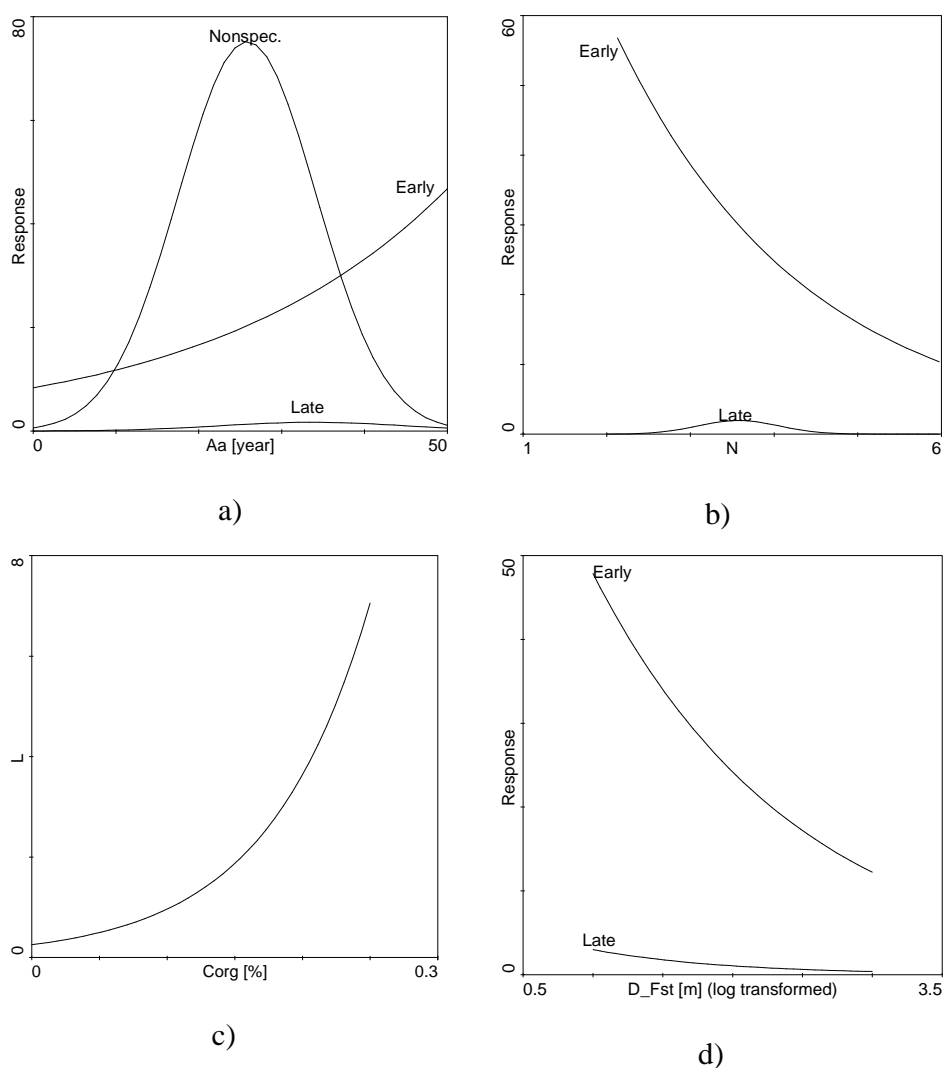 80
Nonspec.
Early
Response
Late
0
0
Aa [year]
50
a)
60
Early
Response
Late
0
1
N
6
b)
8
L
0
0
Corg [%]
0.3
c)
50
Early
Response
Late
0
0.5
D_Fst [m] (log transformed)
3.5
d)